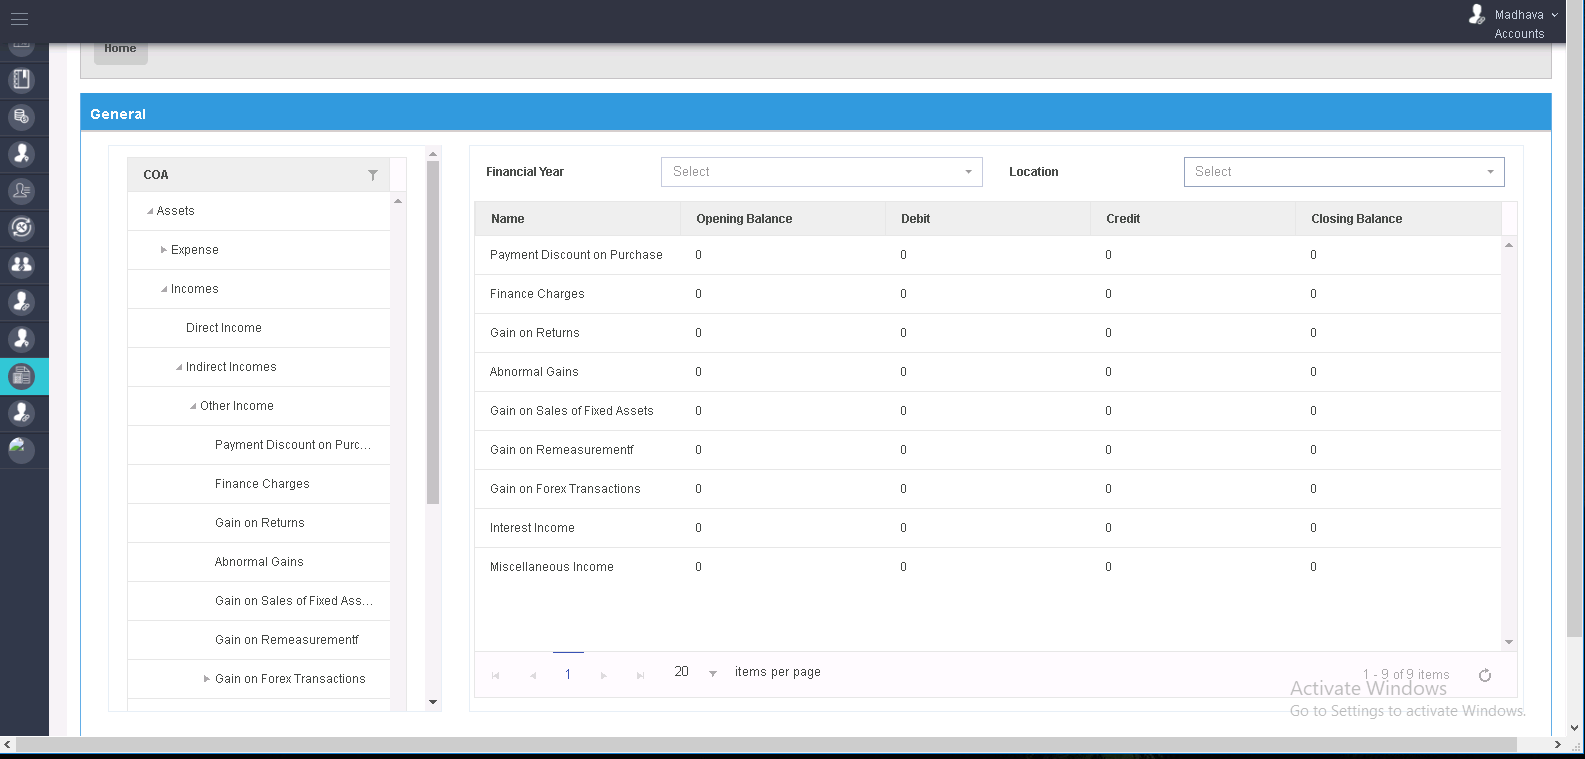 Madhava
Accounts
Home
General
COA
Assets
Expense
Incomes
Direct Income
Indirect Incomes
Other Income
Payment Discount on Purc...
Finance Charges
Gain on Returns
Abnormal Gains
Gain on Sales of Fixed Ass...
Gain on Remeasurementf
Gain on Forex Transactions
Financial Year Select Location Select
Name Opening Balance Debit Credit Closing Balance
Payment Discount on Purchase 0 0 0 0
Finance Charges 0 0 0 0
Gain on Returns 0 0 0 0
Abnormal Gains 0 0 0 0
Gain on Sales of Fixed Assets 0 0 0 0
Gain on Remeasurementf 0 0 0 0
Gain on Forex Transactions 0 0 0 0
Interest Income 0 0 0 0
Miscellaneous Income 0 0 0 0
1 20 items per page 1 - 9 of 9 items
Activate Windows
Go to Settings to activate Windows.